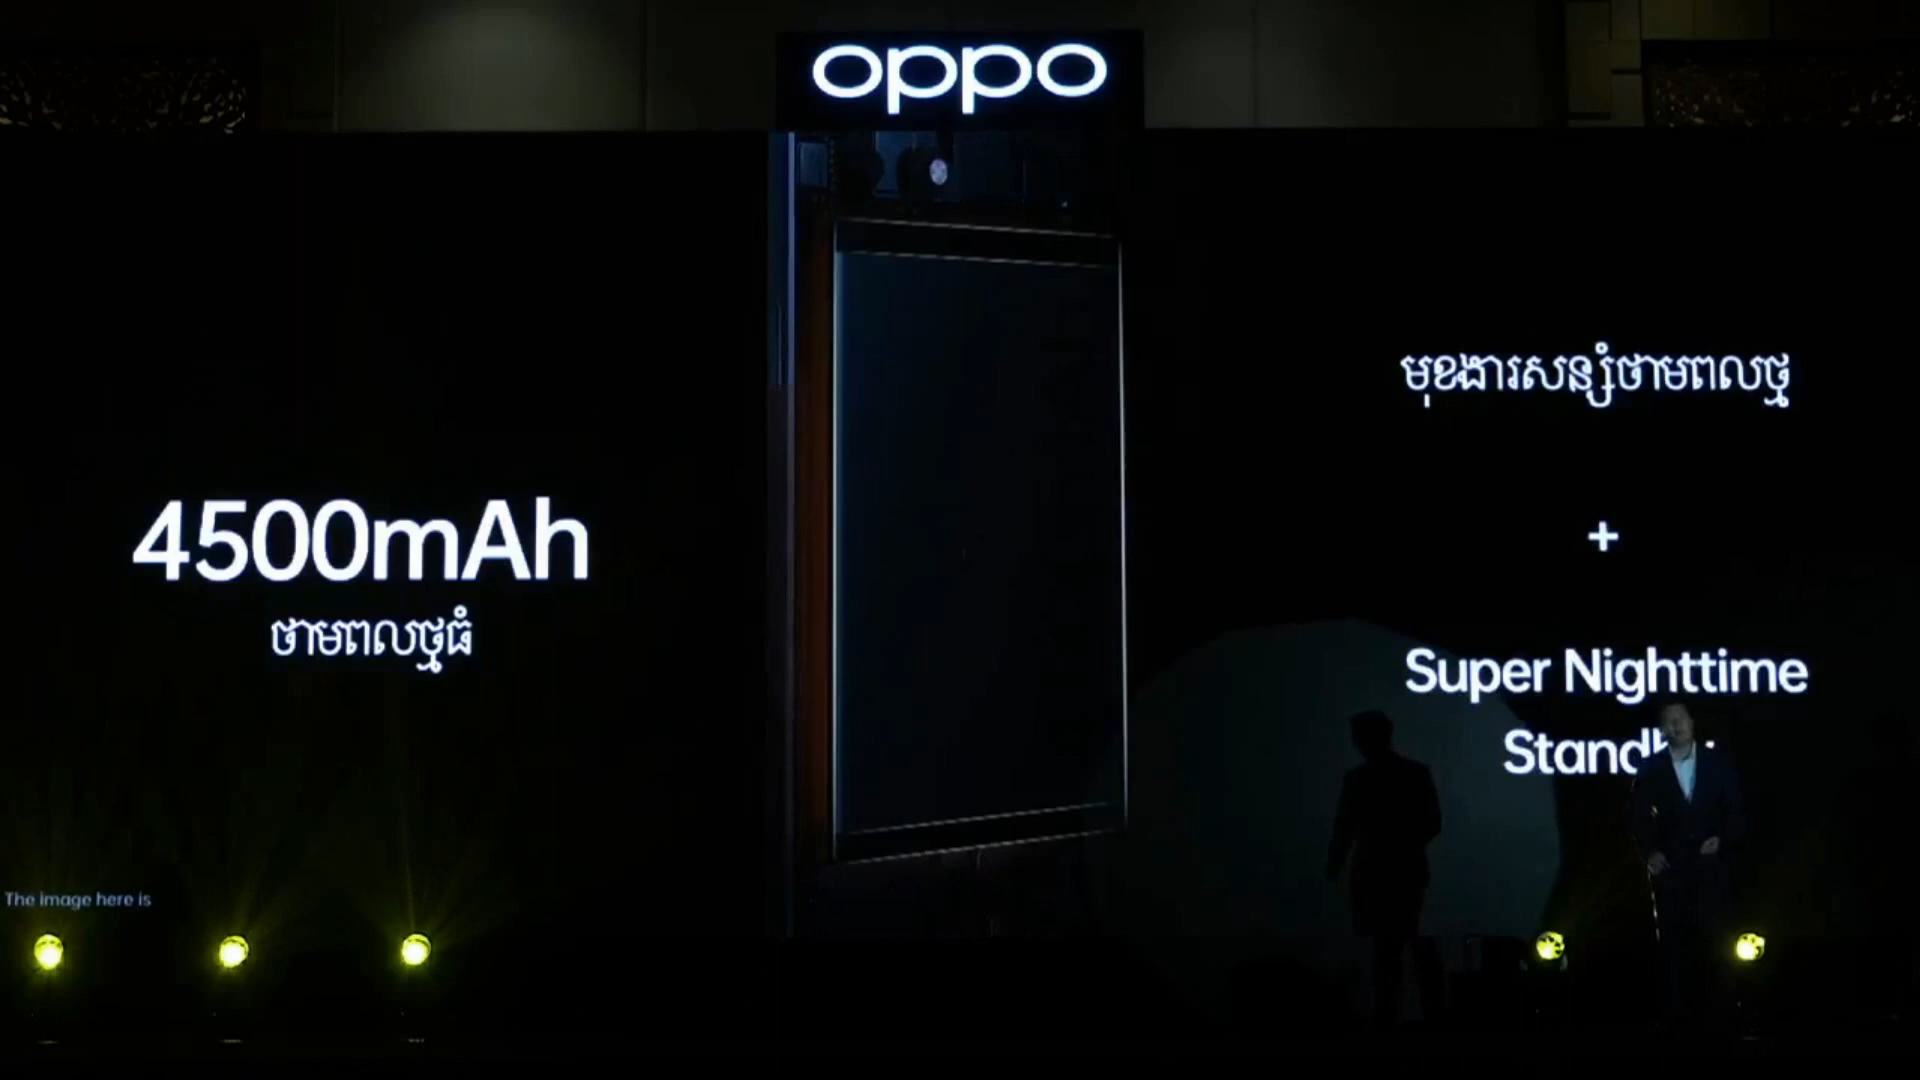 oppo
4500mAh
ថាមពលថ្មធំ
មុខងារសន្សំថាមពលថ្ម
+
Super Nighttime
The image here is